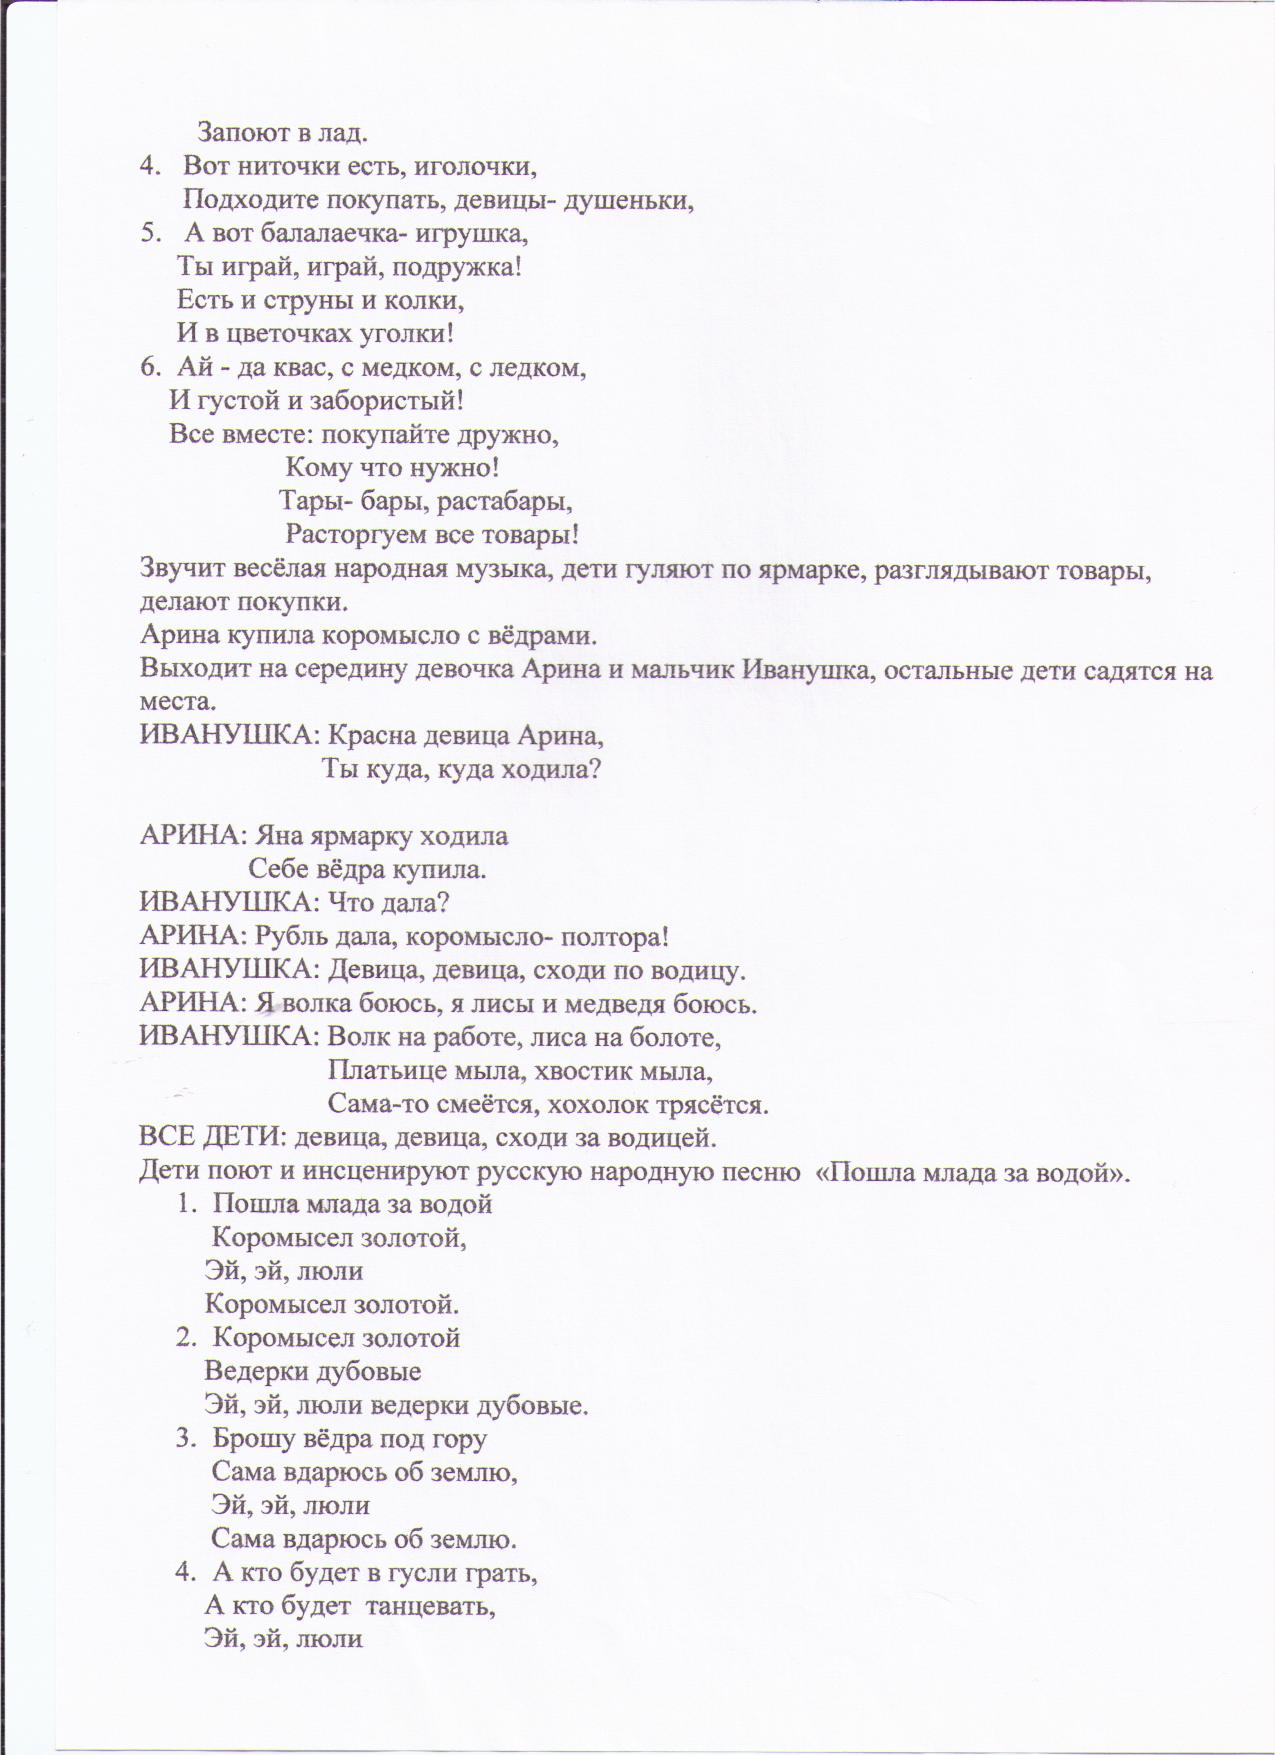 Запоют в лад.
4. Вот ниточки есть, иголочки,
Подходите покупать, девицы- душеньки,
5. А вот балалаечка- игрушка,
Ты играй, играй, подружка!
Есть и струны и колки,
И в цветочках уголки!
6. Ай - да квас, с медком, с ледком,
И густой и забористый!
Все вместе: покупайте дружно,
Кому что нужно!
Тары- бары, растабары,
Расторгуем все товары!
Звучит весёлая народная музыка, дети гуляют по ярмарке, разглядывают товары,
делают покупки.
Арина купила коромысло с вёдрами.
Выходит на середину девочка Арина и мальчик Иванушка, остальные дети садятся на
места.
ИВАНУШКА: Красна девица Арина,
Ты куда, куда ходила?
АРИНА: Яна ярмарку ходила
Себе вёдра купила.
ИВАНУШКА: Что дала?
АРИНА: Рубль дала, коромысло- полтора!
ИВАНУШКА: Девица, девица, сходи по водицу.
АРИНА: Я волка боюсь, я лисы и медведя боюсь.
ИВАНУШКА: Волк на работе, лиса на болоте,
Платьице мыла, хвостик мыла,
Сама-то смеётся, хохолок трясётся.
ВСЕ ДЕТИ: девица, девица, сходи за водицей.
Дети поют и инсценируют русскую народную песню «Пошла млада за водой».
1. Пошла млада за водой
Коромысел золотой,
Эй, эй, люли
Коромысел золотой.
2. Коромысел золотой
Ведерки дубовые
Эй, эй, люли ведерки дубовые.
3. Брошу вёдра под гору
Сама вдарюсь об землю,
Эй, эй, люли
Сама вдарюсь об землю.
4. А кто будет в гусли грать,
А кто будет танцевать,
Эй, эй, люли